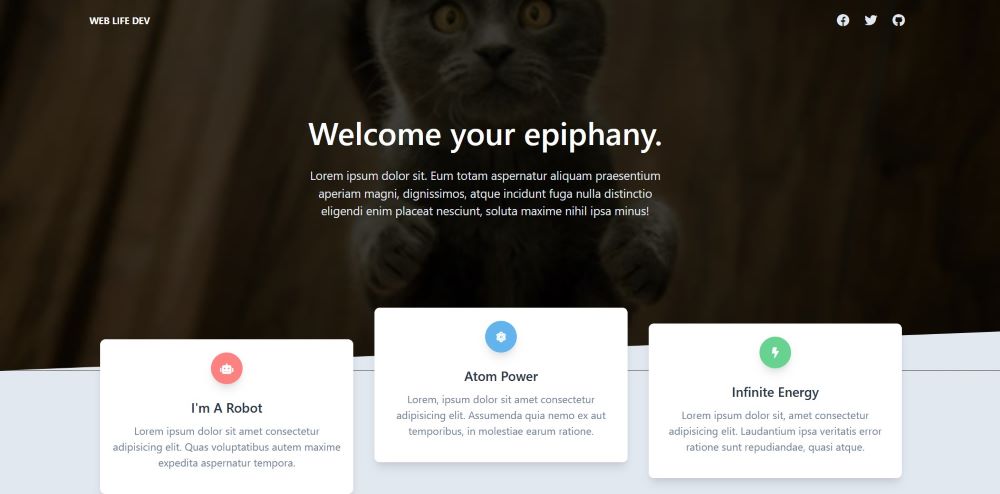 WEB LIFE DEV
Welcome your epiphany.
Lorem ipsum dolor sit. Eum totam aspernatur aliquam praesentium
aperiam magni, dignissimos, atque incidunt fuga nulla distinctio
eligendi enim placeat nesciunt, soluta maxime nihil ipsa minus!
I'm A Robot
Lorem ipsum dolor sit amet consectetur
adipisicing elit. Quas voluptatibus autem maxime
expedita aspernatur tempora.
Atom Power
Lorem, ipsum dolor sit amet consectetur
adipisicing elit. Assumenda quia nemo ex aut
temporibus, in molestiae earum ratione.
Infinite Energy
Lorem ipsum dolor sit, amet consectetur
adipisicing elit. Laudantium ipsa veritatis error
ratione sunt repudiandae, quasi atque.